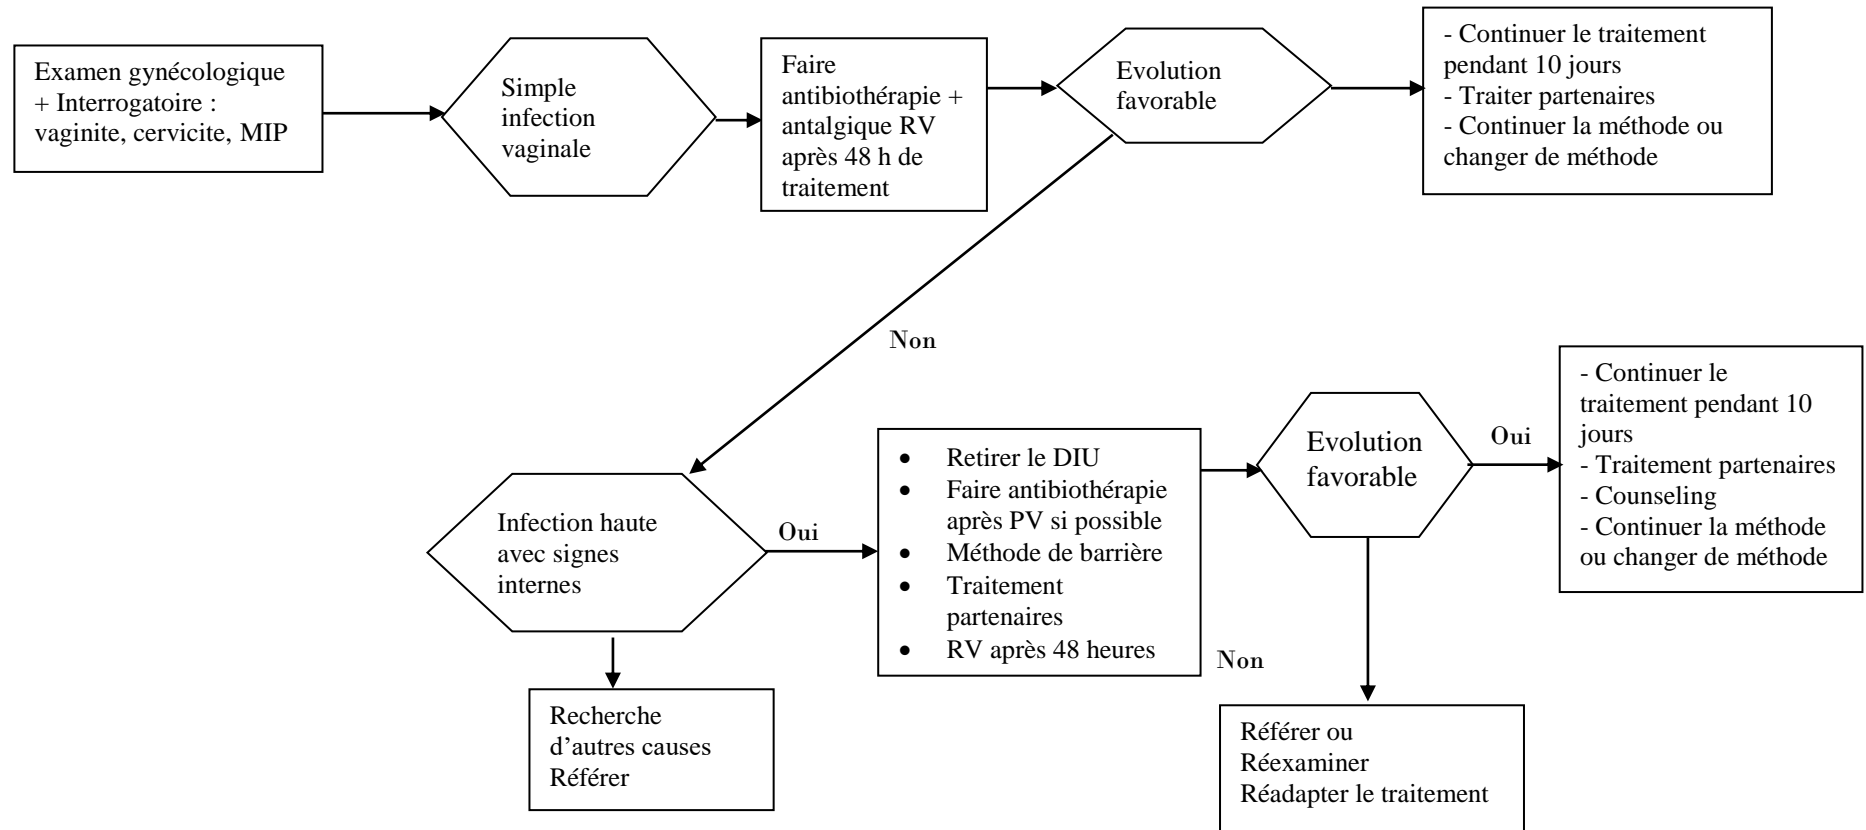 Examen gynécologique
+ Interrogatoire :
vaginite, cervicite, MIP
Simple
infection
vaginale
Faire
antibiothérapie +
antalgique RV
après 48 h de
traitement
Evolution
favorable
- Continuer le traitement
pendant 10 jours
- Traiter partenaires
- Continuer la méthode ou
changer de méthode
Non
Infection haute
avec signes
internes
Oui
• Retirer le DIU
• Faire antibiothérapie
après PV si possible
• Méthode de barrière
• Traitement
partenaires
• RV après 48 heures
Evolution
favorable
Oui
- Continuer le
traitement pendant 10
jours
- Traitement partenaires
- Counseling
- Continuer la méthode
ou changer de méthode
Non
Recherche
d’autres causes
Référer
Référer ou
Réexaminer
Réadapter le traitement